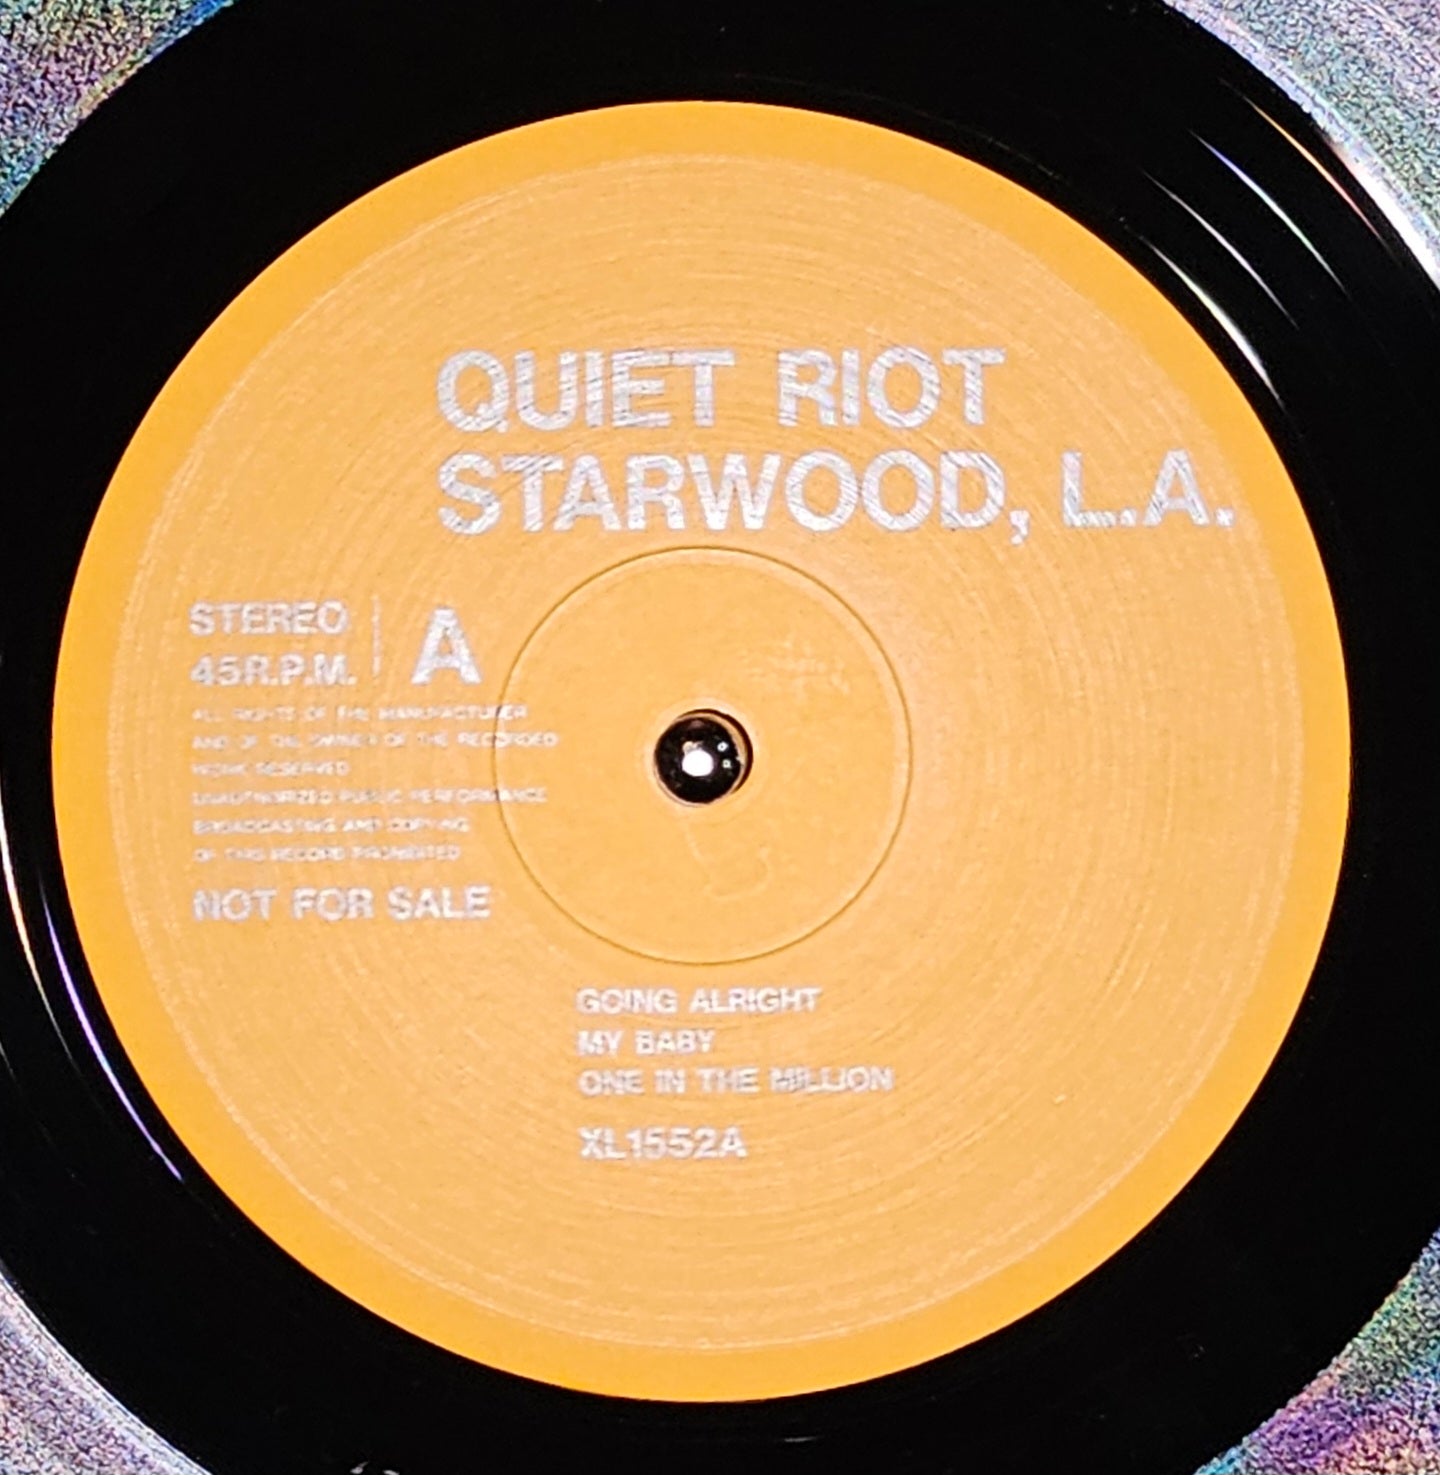 QUIET RIOT
STARWOOD, L.A.
STEREO
45R.P.M.
A
ALL RIGHTS OF THE MANUFACTURER
AND OF THE OWNER OF THE RECORDED
WORK RESERVED
UNAUTHORIZED PUBLIC PERFORMANCE
BROADCASTING AND COPYING
OF THIS RECORD PROHIBITED
NOT FOR SALE
GOING ALRIGHT
MY BABY
ONE IN THE MILLION
XL1552A